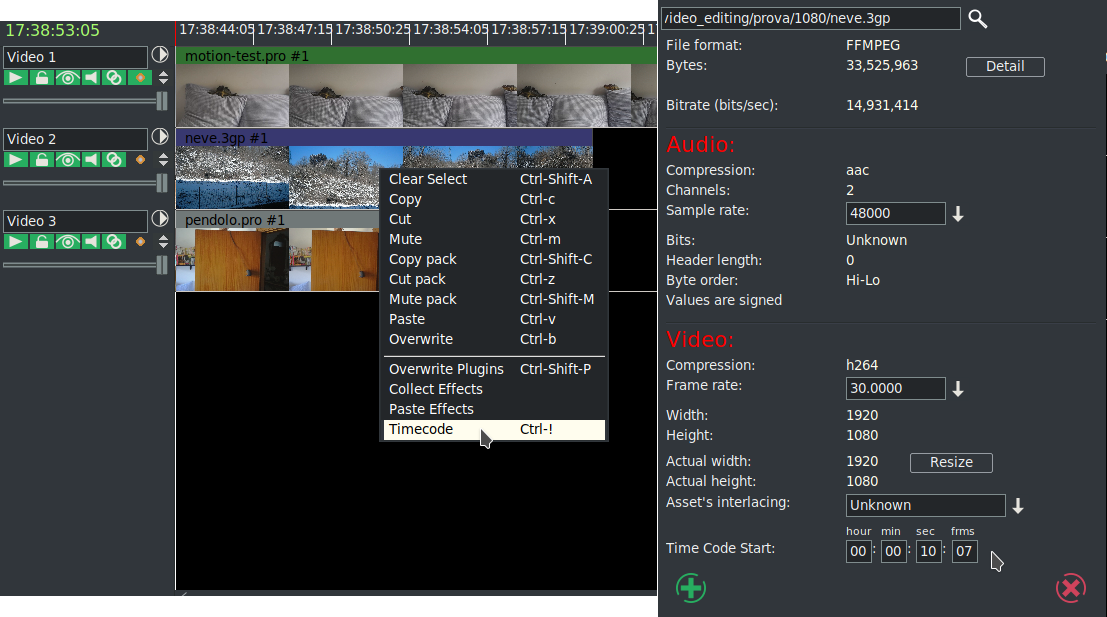 17:38:53:05
17:38:44:05 17:38:47:15 17:38:50:25 17:38:54:05 17:38:57:15 17:39:00:25
Video 1
motion-test.pro #1
Video 2
neve.3gp #1
Video 3
pendolo.pro #1
Clear Select Ctrl-Shift-A
Copy Ctrl-c
Cut Ctrl-x
Mute Ctrl-m
Copy pack Ctrl-Shift-C
Cut pack Ctrl-z
Mute pack Ctrl-Shift-M
Paste Ctrl-v
Overwrite Ctrl-b
Overwrite Plugins Ctrl-Shift-P
Collect Effects
Paste Effects
Timecode Ctrl-!
video_editing/prova/1080/neve.3gp
File format: FFMPEG
Bytes: 33,525,963 Detail
Bitrate (bits/sec): 14,931,414
Audio:
Compression: aac
Channels: 2
Sample rate: 48000
Bits: Unknown
Header length: 0
Byte order: Hi-Lo
Values are signed
Video:
Compression: h264
Frame rate: 30.0000
Width: 1920
Height: 1080
Actual width: 1920 Resize
Actual height: 1080
Asset's interlacing: Unknown
hour min sec frms
Time Code Start: 00 : 00 : 10 : 07